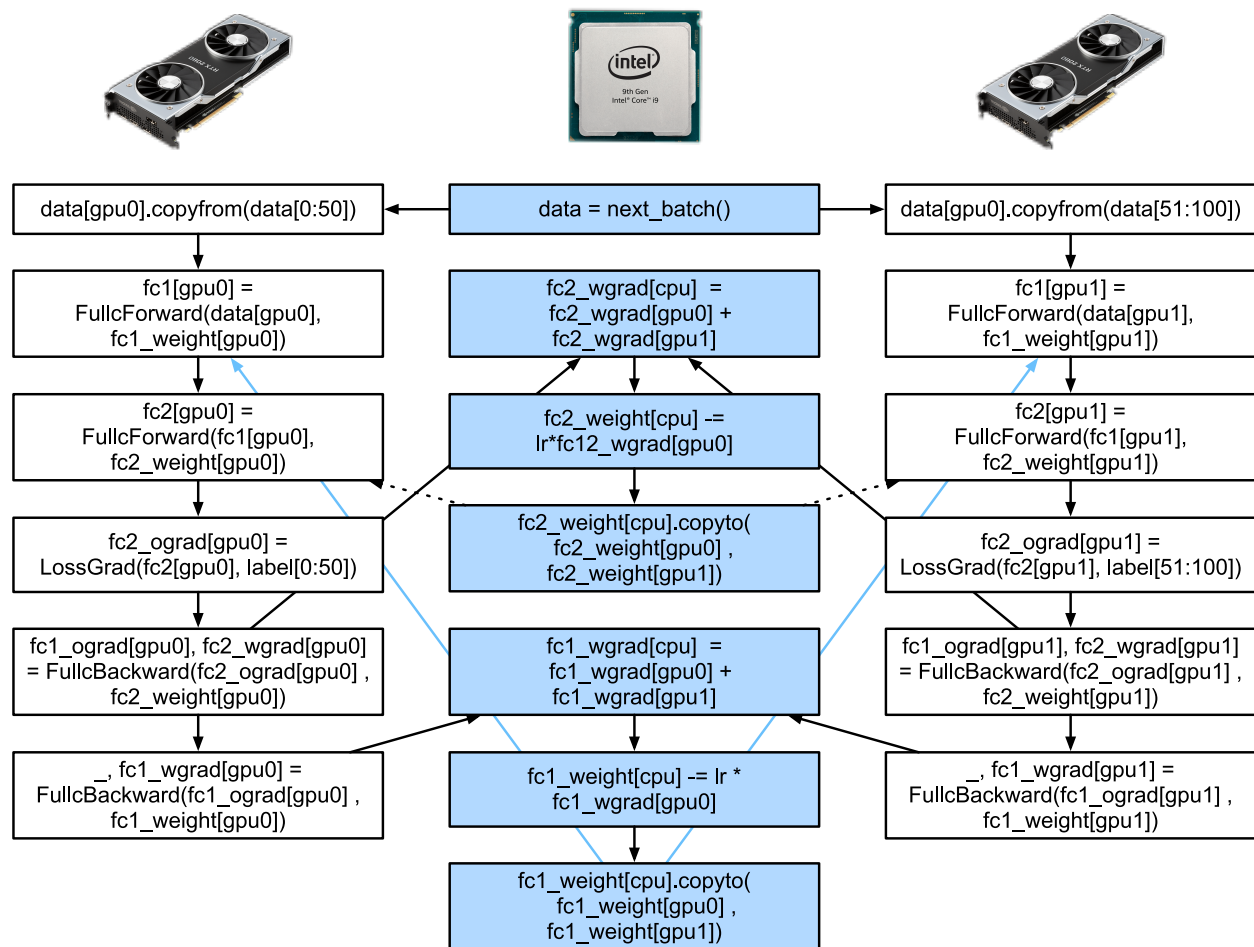 RTX 2080
intel
9th Gen
Intel® Core™ i9
RTX 2080
data[gpu0].copyfrom(data[0:50])
data = next_batch()
data[gpu0].copyfrom(data[51:100])
fc1[gpu0] =
FullcForward(data[gpu0],
fc1_weight[gpu0])
fc2_wgrad[cpu] =
fc2_wgrad[gpu0] +
fc2_wgrad[gpu1]
fc1[gpu1] =
FullcForward(data[gpu1],
fc1_weight[gpu1])
fc2[gpu0] =
FullcForward(fc1[gpu0],
fc2_weight[gpu0])
fc2_weight[cpu] -=
lr*fc12_wgrad[gpu0]
fc2[gpu1] =
FullcForward(fc1[gpu1],
fc2_weight[gpu1])
fc2_ograd[gpu0] =
LossGrad(fc2[gpu0], label[0:50])
fc2_weight[cpu].copyto(
fc2_weight[gpu0] ,
fc2_weight[gpu1])
fc2_ograd[gpu1] =
LossGrad(fc2[gpu1], label[51:100])
fc1_ograd[gpu0], fc2_wgrad[gpu0]
= FullcBackward(fc2_ograd[gpu0] ,
fc2_weight[gpu0])
fc1_wgrad[cpu] =
fc1_wgrad[gpu0] +
fc1_wgrad[gpu1]
fc1_ograd[gpu1], fc2_wgrad[gpu1]
= FullcBackward(fc2_ograd[gpu1] ,
fc2_weight[gpu1])
_, fc1_wgrad[gpu0] =
FullcBackward(fc1_ograd[gpu0] ,
fc1_weight[gpu0])
fc1_weight[cpu] -= lr *
fc1_wgrad[gpu0]
_, fc1_wgrad[gpu1] =
FullcBackward(fc1_ograd[gpu1] ,
fc1_weight[gpu1])
fc1_weight[cpu].copyto(
fc1_weight[gpu0] ,
fc1_weight[gpu1])